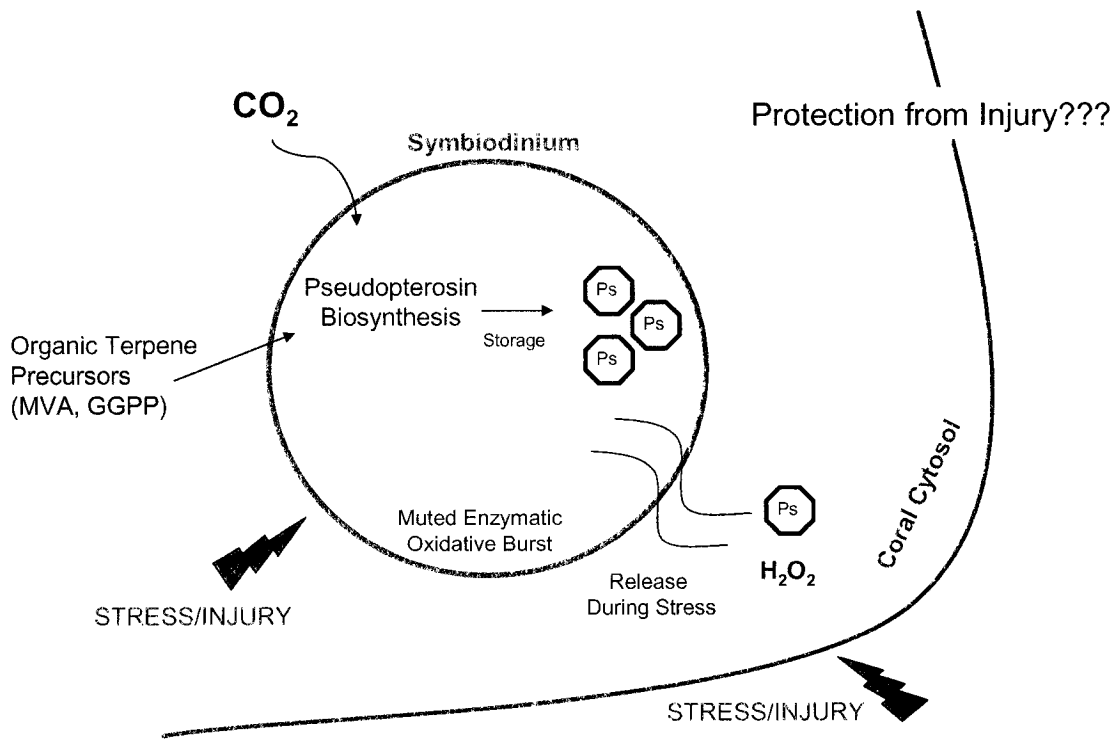 CO2
Protection from Injury???
Symbiodinium
Pseudopterosin
Biosynthesis
Storage
Ps
Ps
Ps
Organic Terpene
Precursors
(MVA, GGPP)
Coral Cytosol
Muted Enzymatic
Oxidative Burst
Ps
H2O2
Release
During Stress
STRESS/INJURY
STRESS/INJURY